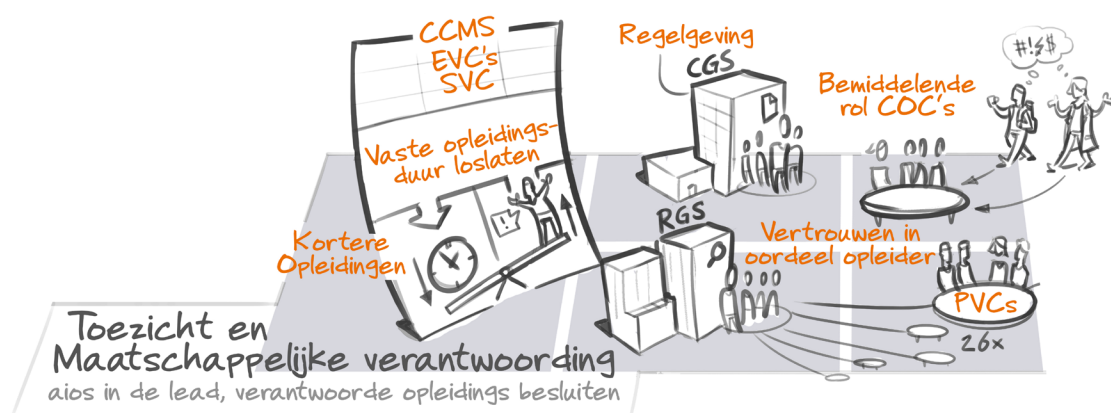 CCMS
EVC's
SVC
Vaste opleidings-
duur loslaten
Kortere
Opleidingen
Regelgeving
CGS
RGS
#!§$
Bemiddelende
rol COC's
Vertrouwen in
oordeel opleider
PVCs
26x
Toezicht en
Maatschappelijke verantwoording
aios in de lead, verantwoorde opleidings besluiten